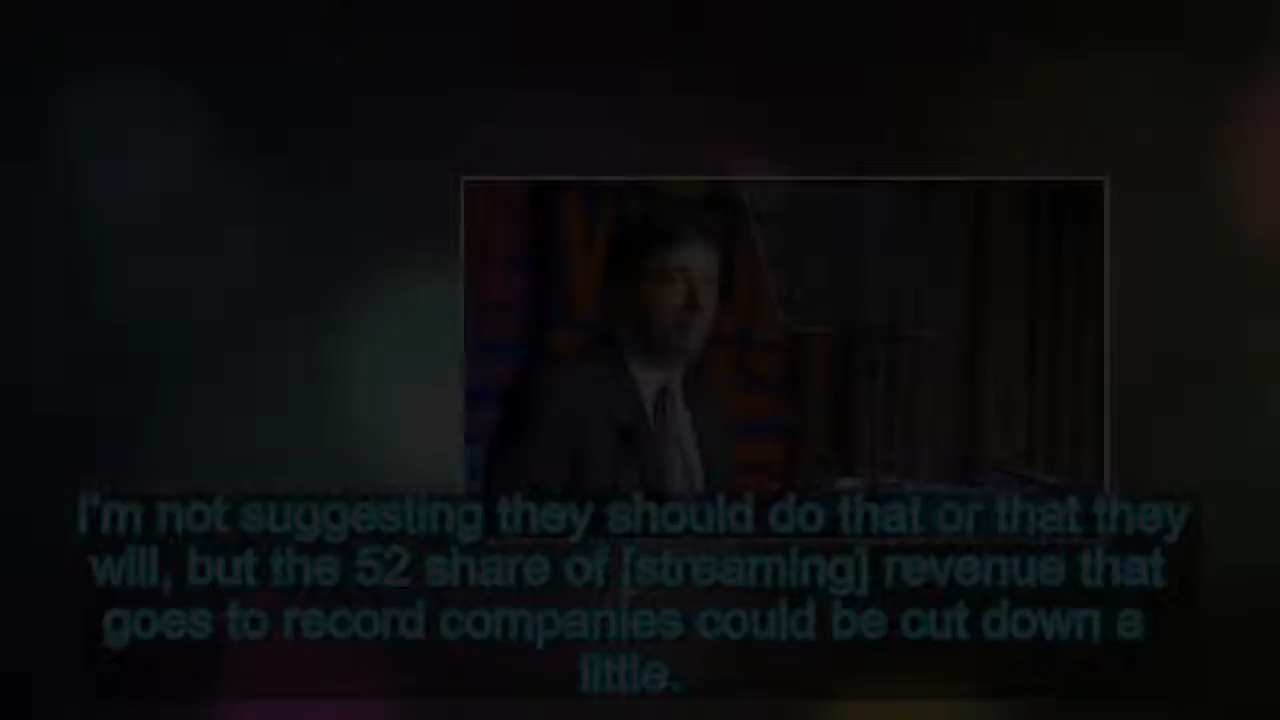 I'm not suggesting they should do that or that they
will, but the 52 share of [streaming] revenue that
goes to record companies could be cut down a
little.